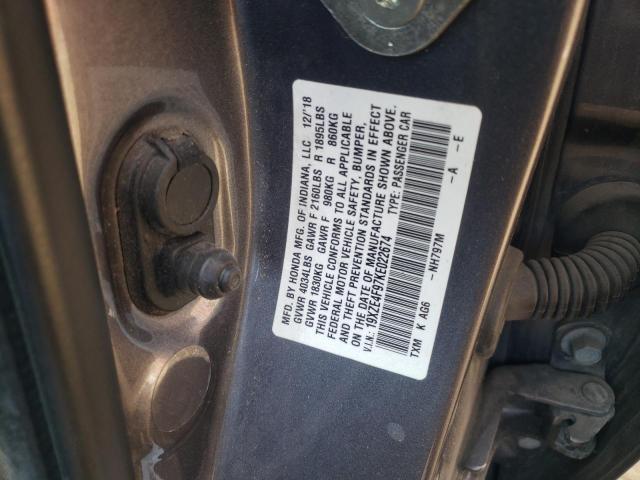 MFD. BY HONDA MFG. OF INDIANA, LLC 12/'18
GVWR 4034LBS GAWR F 2160LBS R 1895LBS
GVWR 1830KG GAWR F 980KG R 860KG
THIS VEHICLE CONFORMS TO ALL APPLICABLE
FEDERAL MOTOR VEHICLE SAFETY, BUMPER,
AND THEFT PREVENTION STANDARDS IN EFFECT
ON THE DATE OF MANUFACTURE SHOWN ABOVE.
V.I.N.: 19XZE4F97KE022674 TYPE: PASSENGER CAR
TXM K AG6 -NH797M -A -E